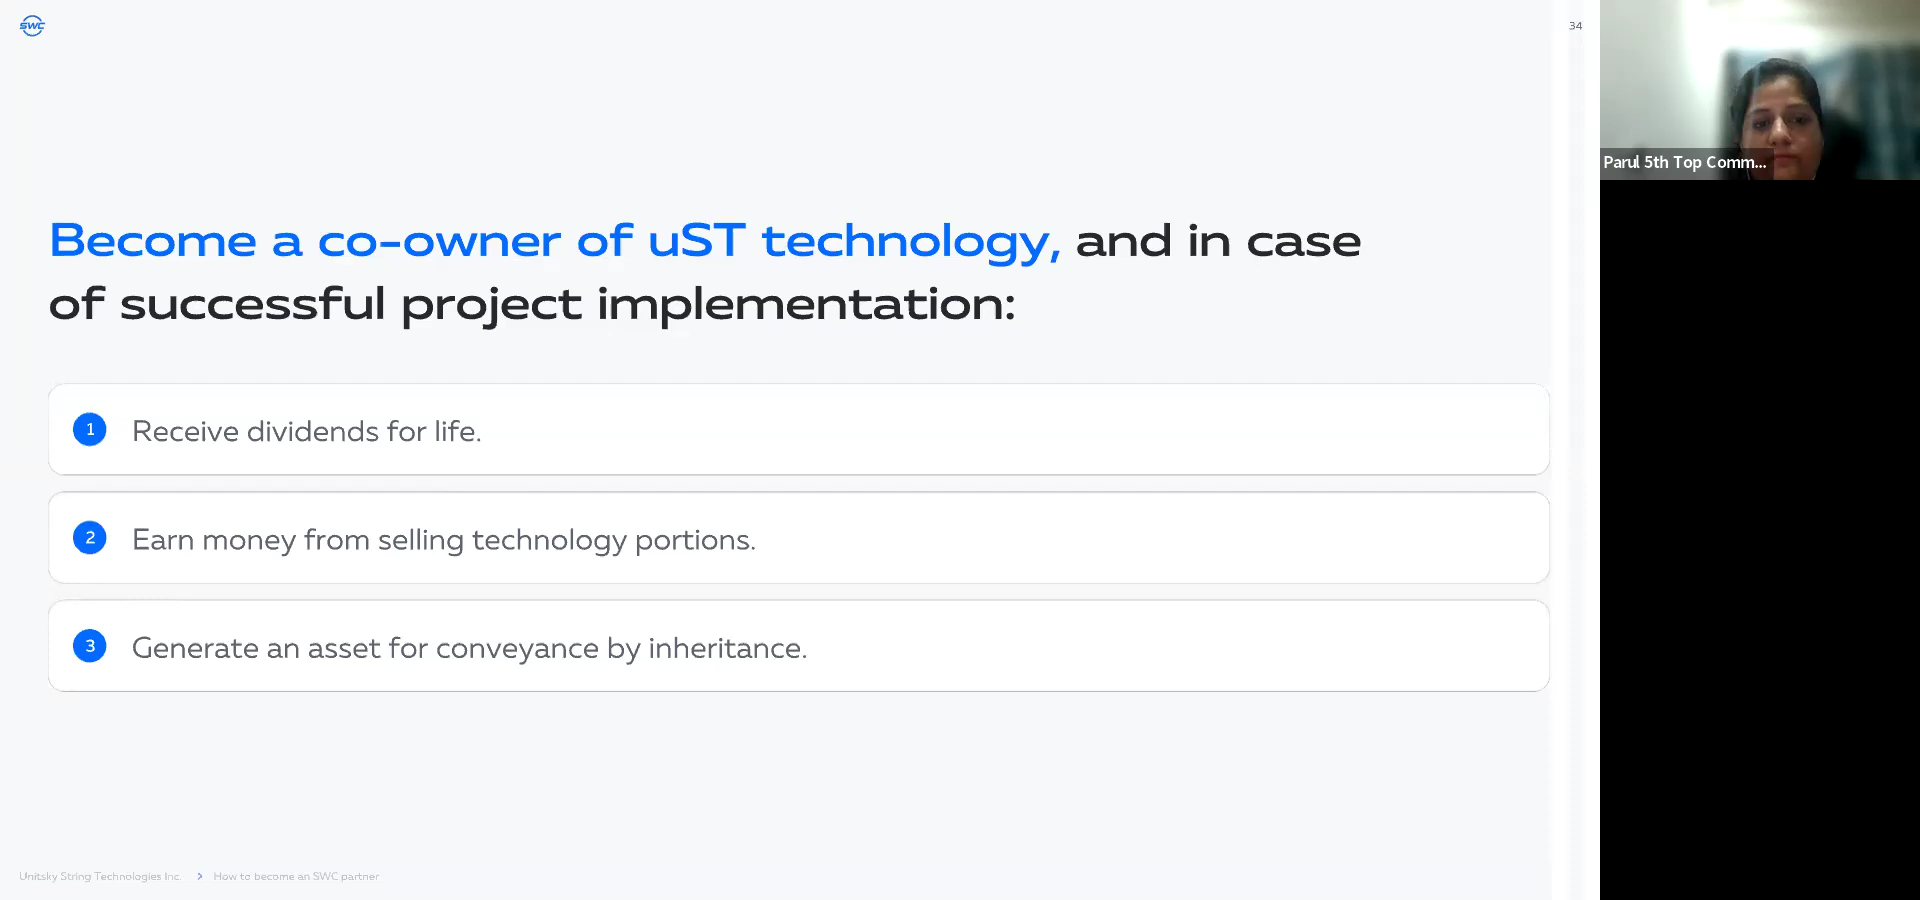 SWC
34
Parul 5th Top Comm...
Become a co-owner of uST technology, and in case
of successful project implementation:
1 Receive dividends for life.
2 Earn money from selling technology portions.
3 Generate an asset for conveyance by inheritance.
Unitsky String Technologies Inc. > How to become an SWC partner